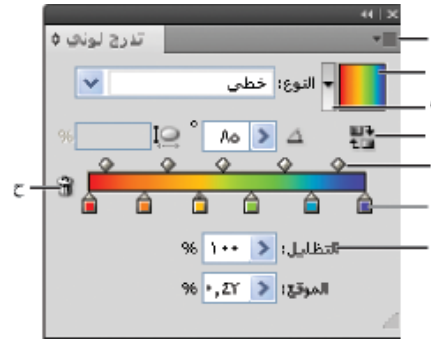 تدرج لوني
النوع: خطي
٨٥ °
%
ح
التظليل: ١٠٠ %
الموقع: ٠,٤٢ %